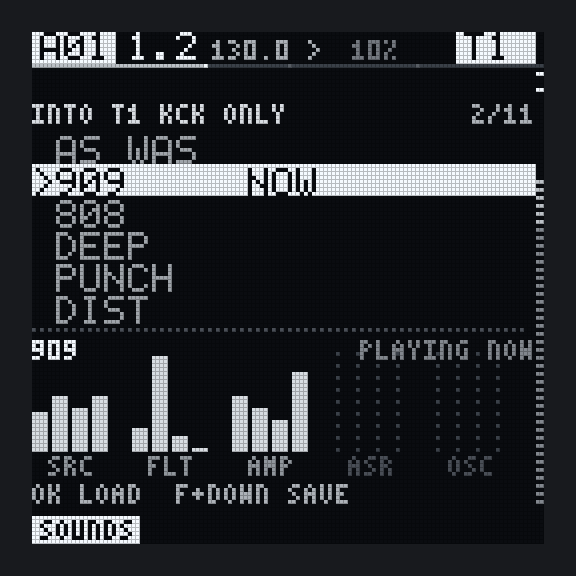 A01 1.2 130.0 > 10% T1
INTO T1 KCK ONLY 2/11
AS WAS
>909 NOW
808
DEEP
PUNCH
DIST
909 PLAYING NOW
SRC FLT AMP ASR OSC
OK LOAD F+DOWN SAVE
SOUNDS